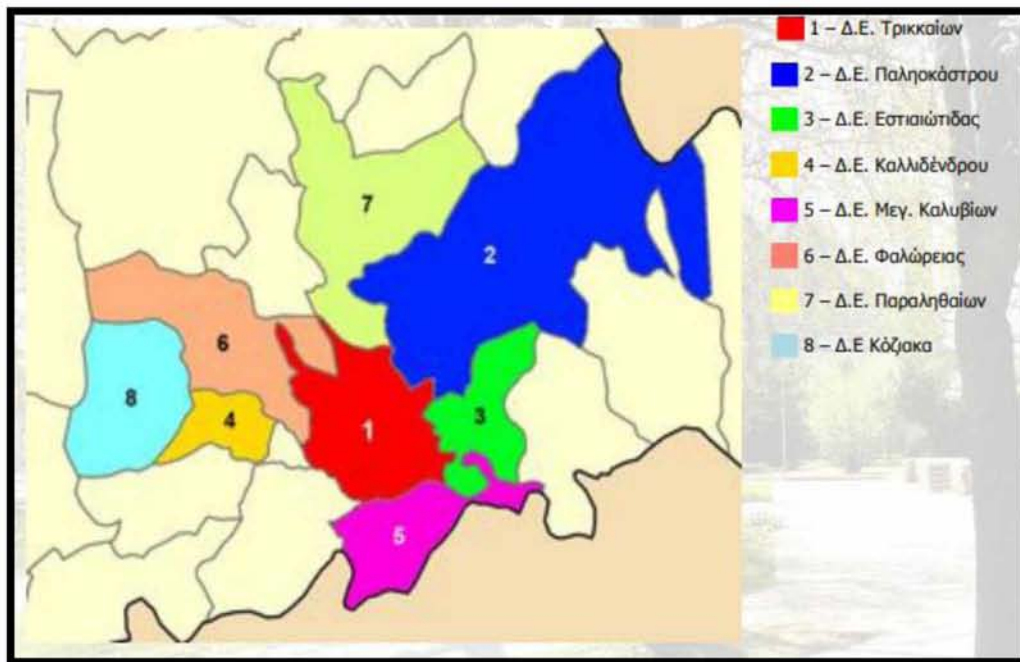 1 – Δ.Ε. Τρικκαίων
2 – Δ.Ε. Παληοκάστρου
3 – Δ.Ε. Εστιαιώτιδας
4 – Δ.Ε. Καλλιδένδρου
5 – Δ.Ε. Μεγ. Καλυβίων
6 – Δ.Ε. Φαλώρειας
7 – Δ.Ε. Παραληθαίων
8 – Δ.Ε Κόζιακα
7
2
6
8
4
1
3
5